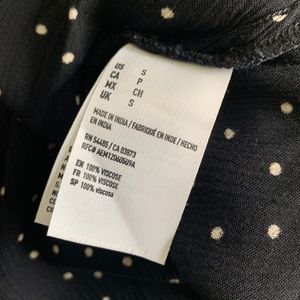 US S
CA P
MX CH
UK S
MADE IN INDIA / FABRIQUÉ EN INDE / HECHO
EN INDIA
RN 54485 / CA 03873
EN 100% VISCOSE
FR 100% VISCOSE
SP 100% viscosa